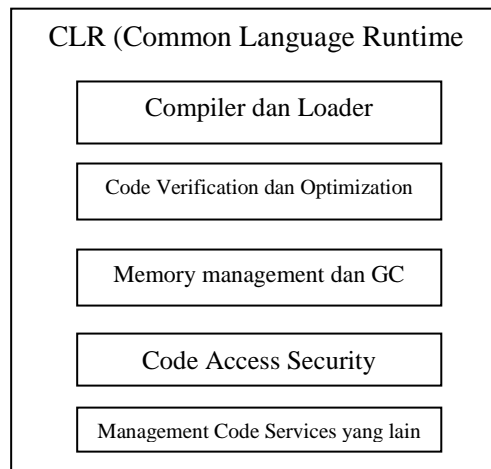 CLR (Common Language Runtime
Compiler dan Loader
Code Verification dan Optimization
Memory management dan GC
Code Access Security
Management Code Services yang lain